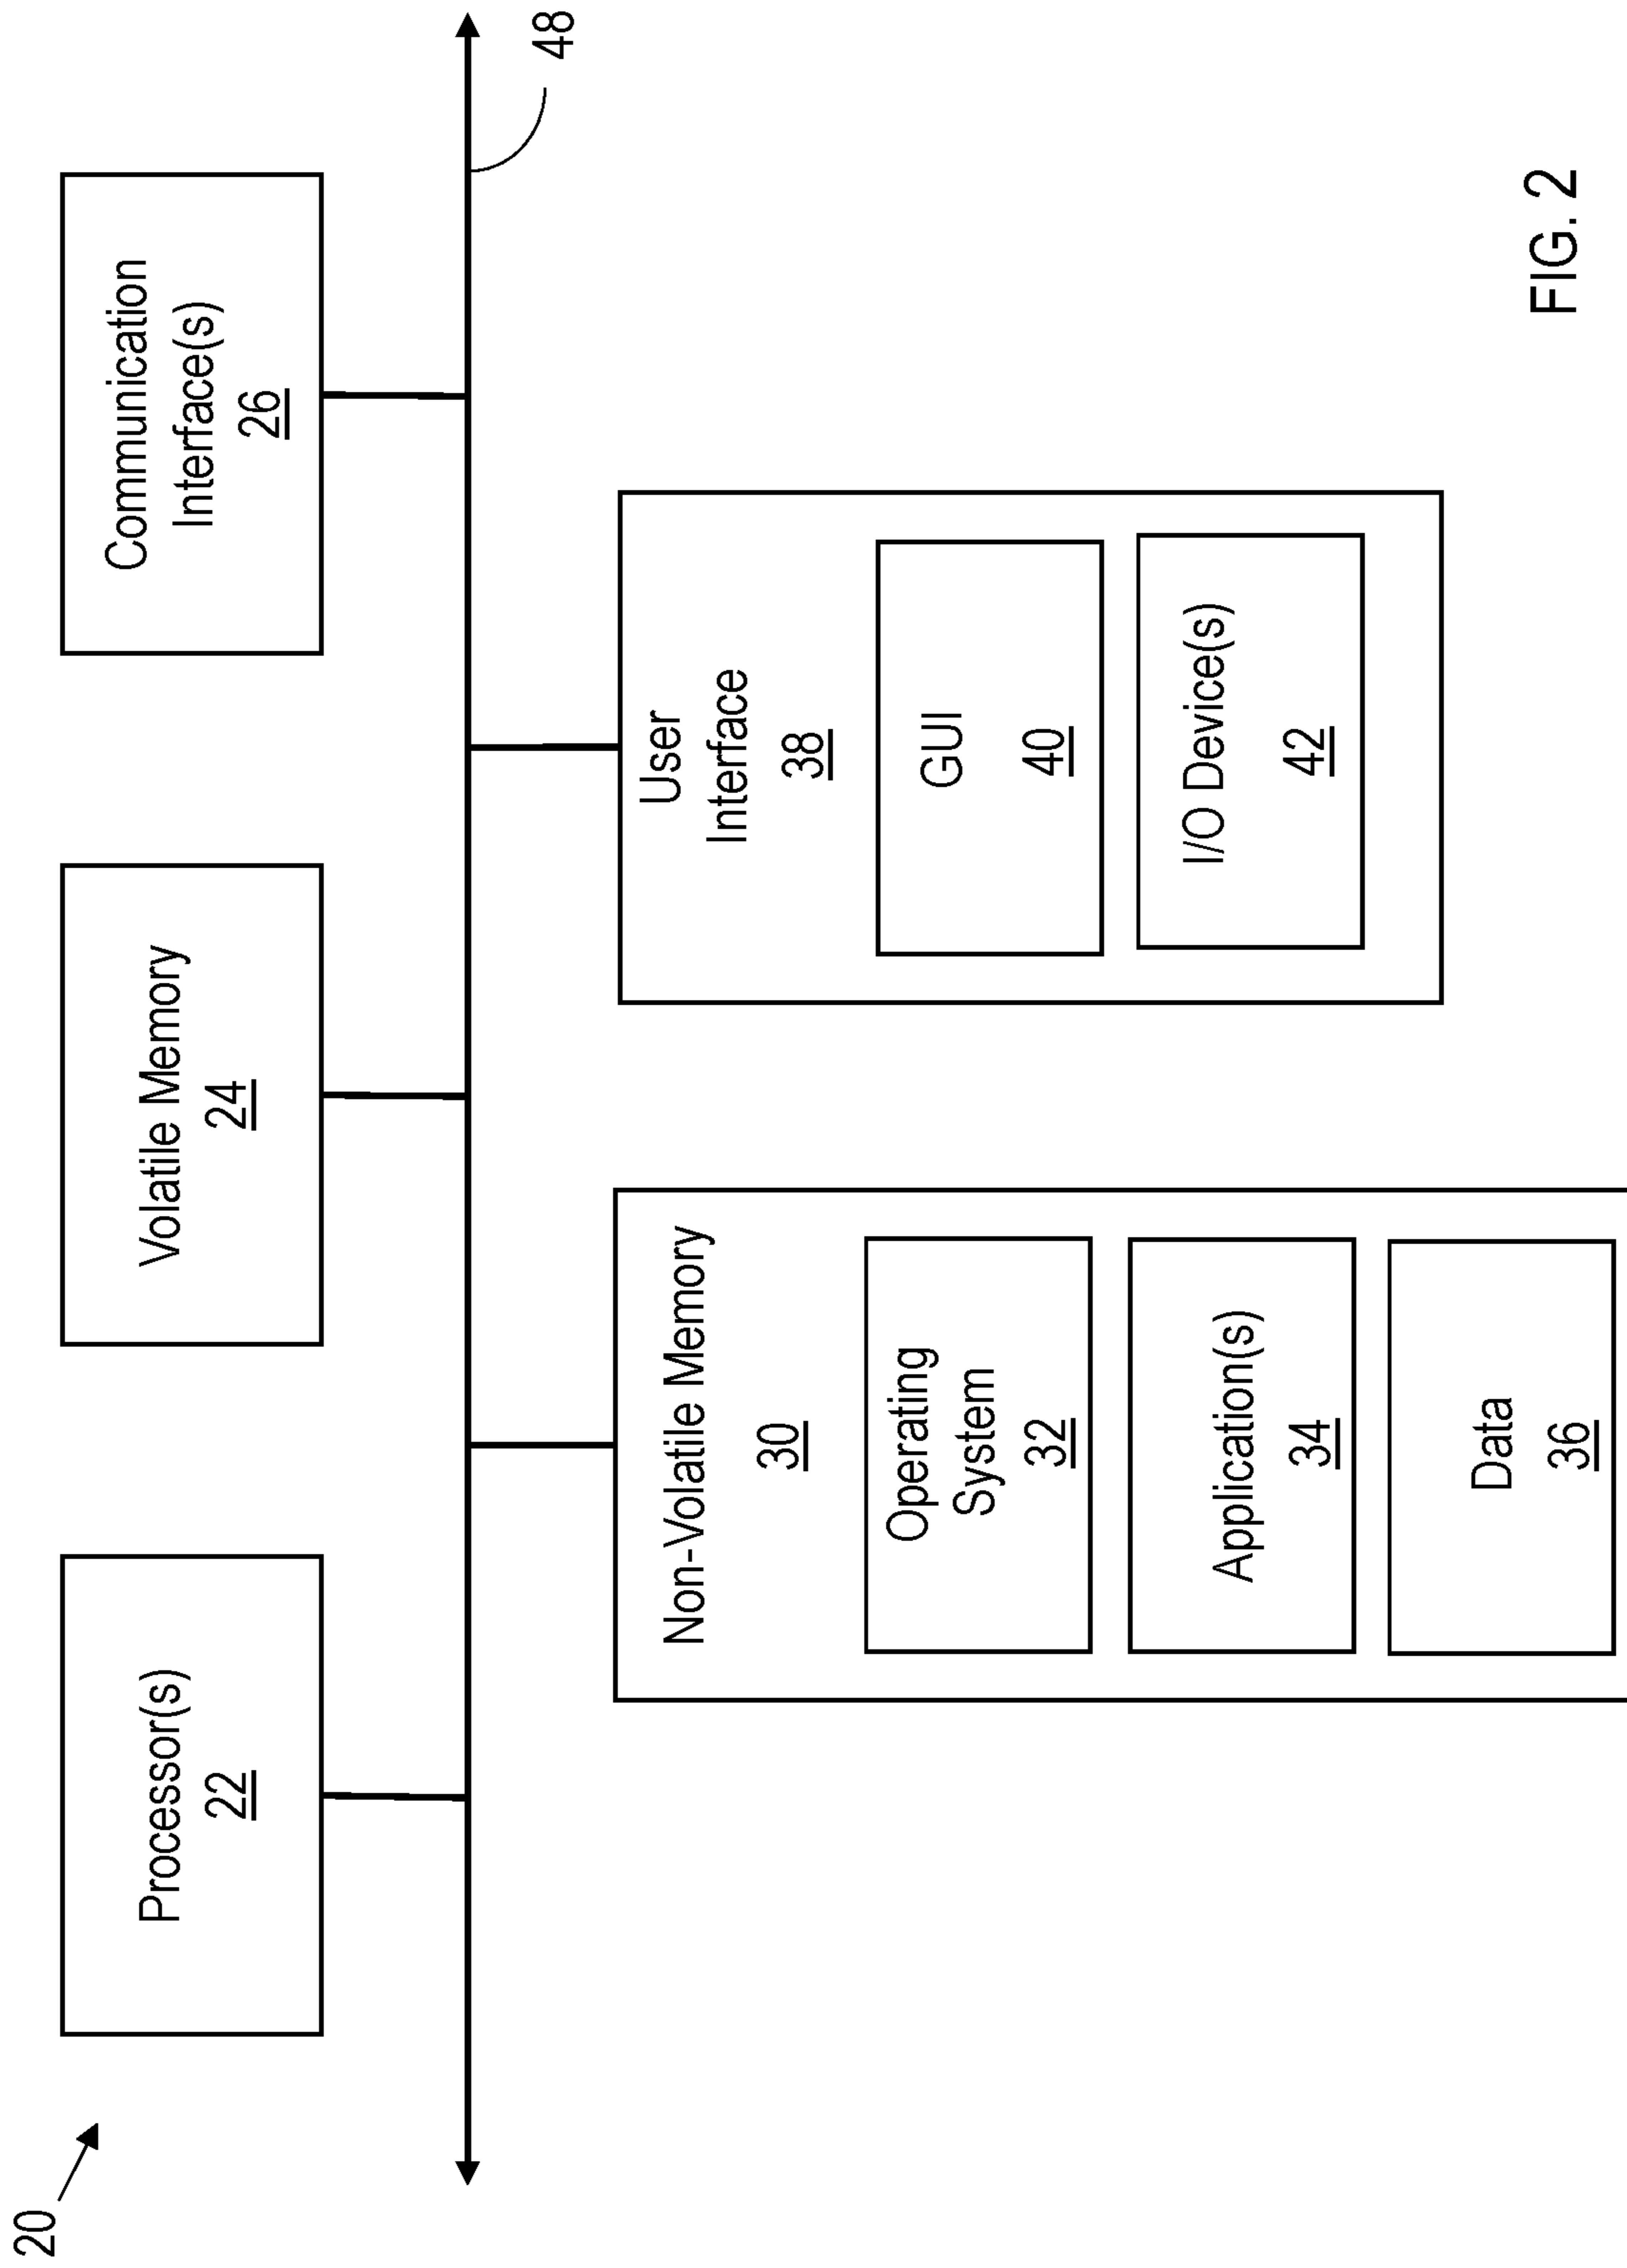 20
Processor(s)
22
Volatile Memory
24
Communication
Interface(s)
26
48
Non-Volatile Memory
30
Operating
System
32
Application(s)
34
Data
36
User
Interface
38
GUI
40
I/O Device(s)
42
FIG. 2